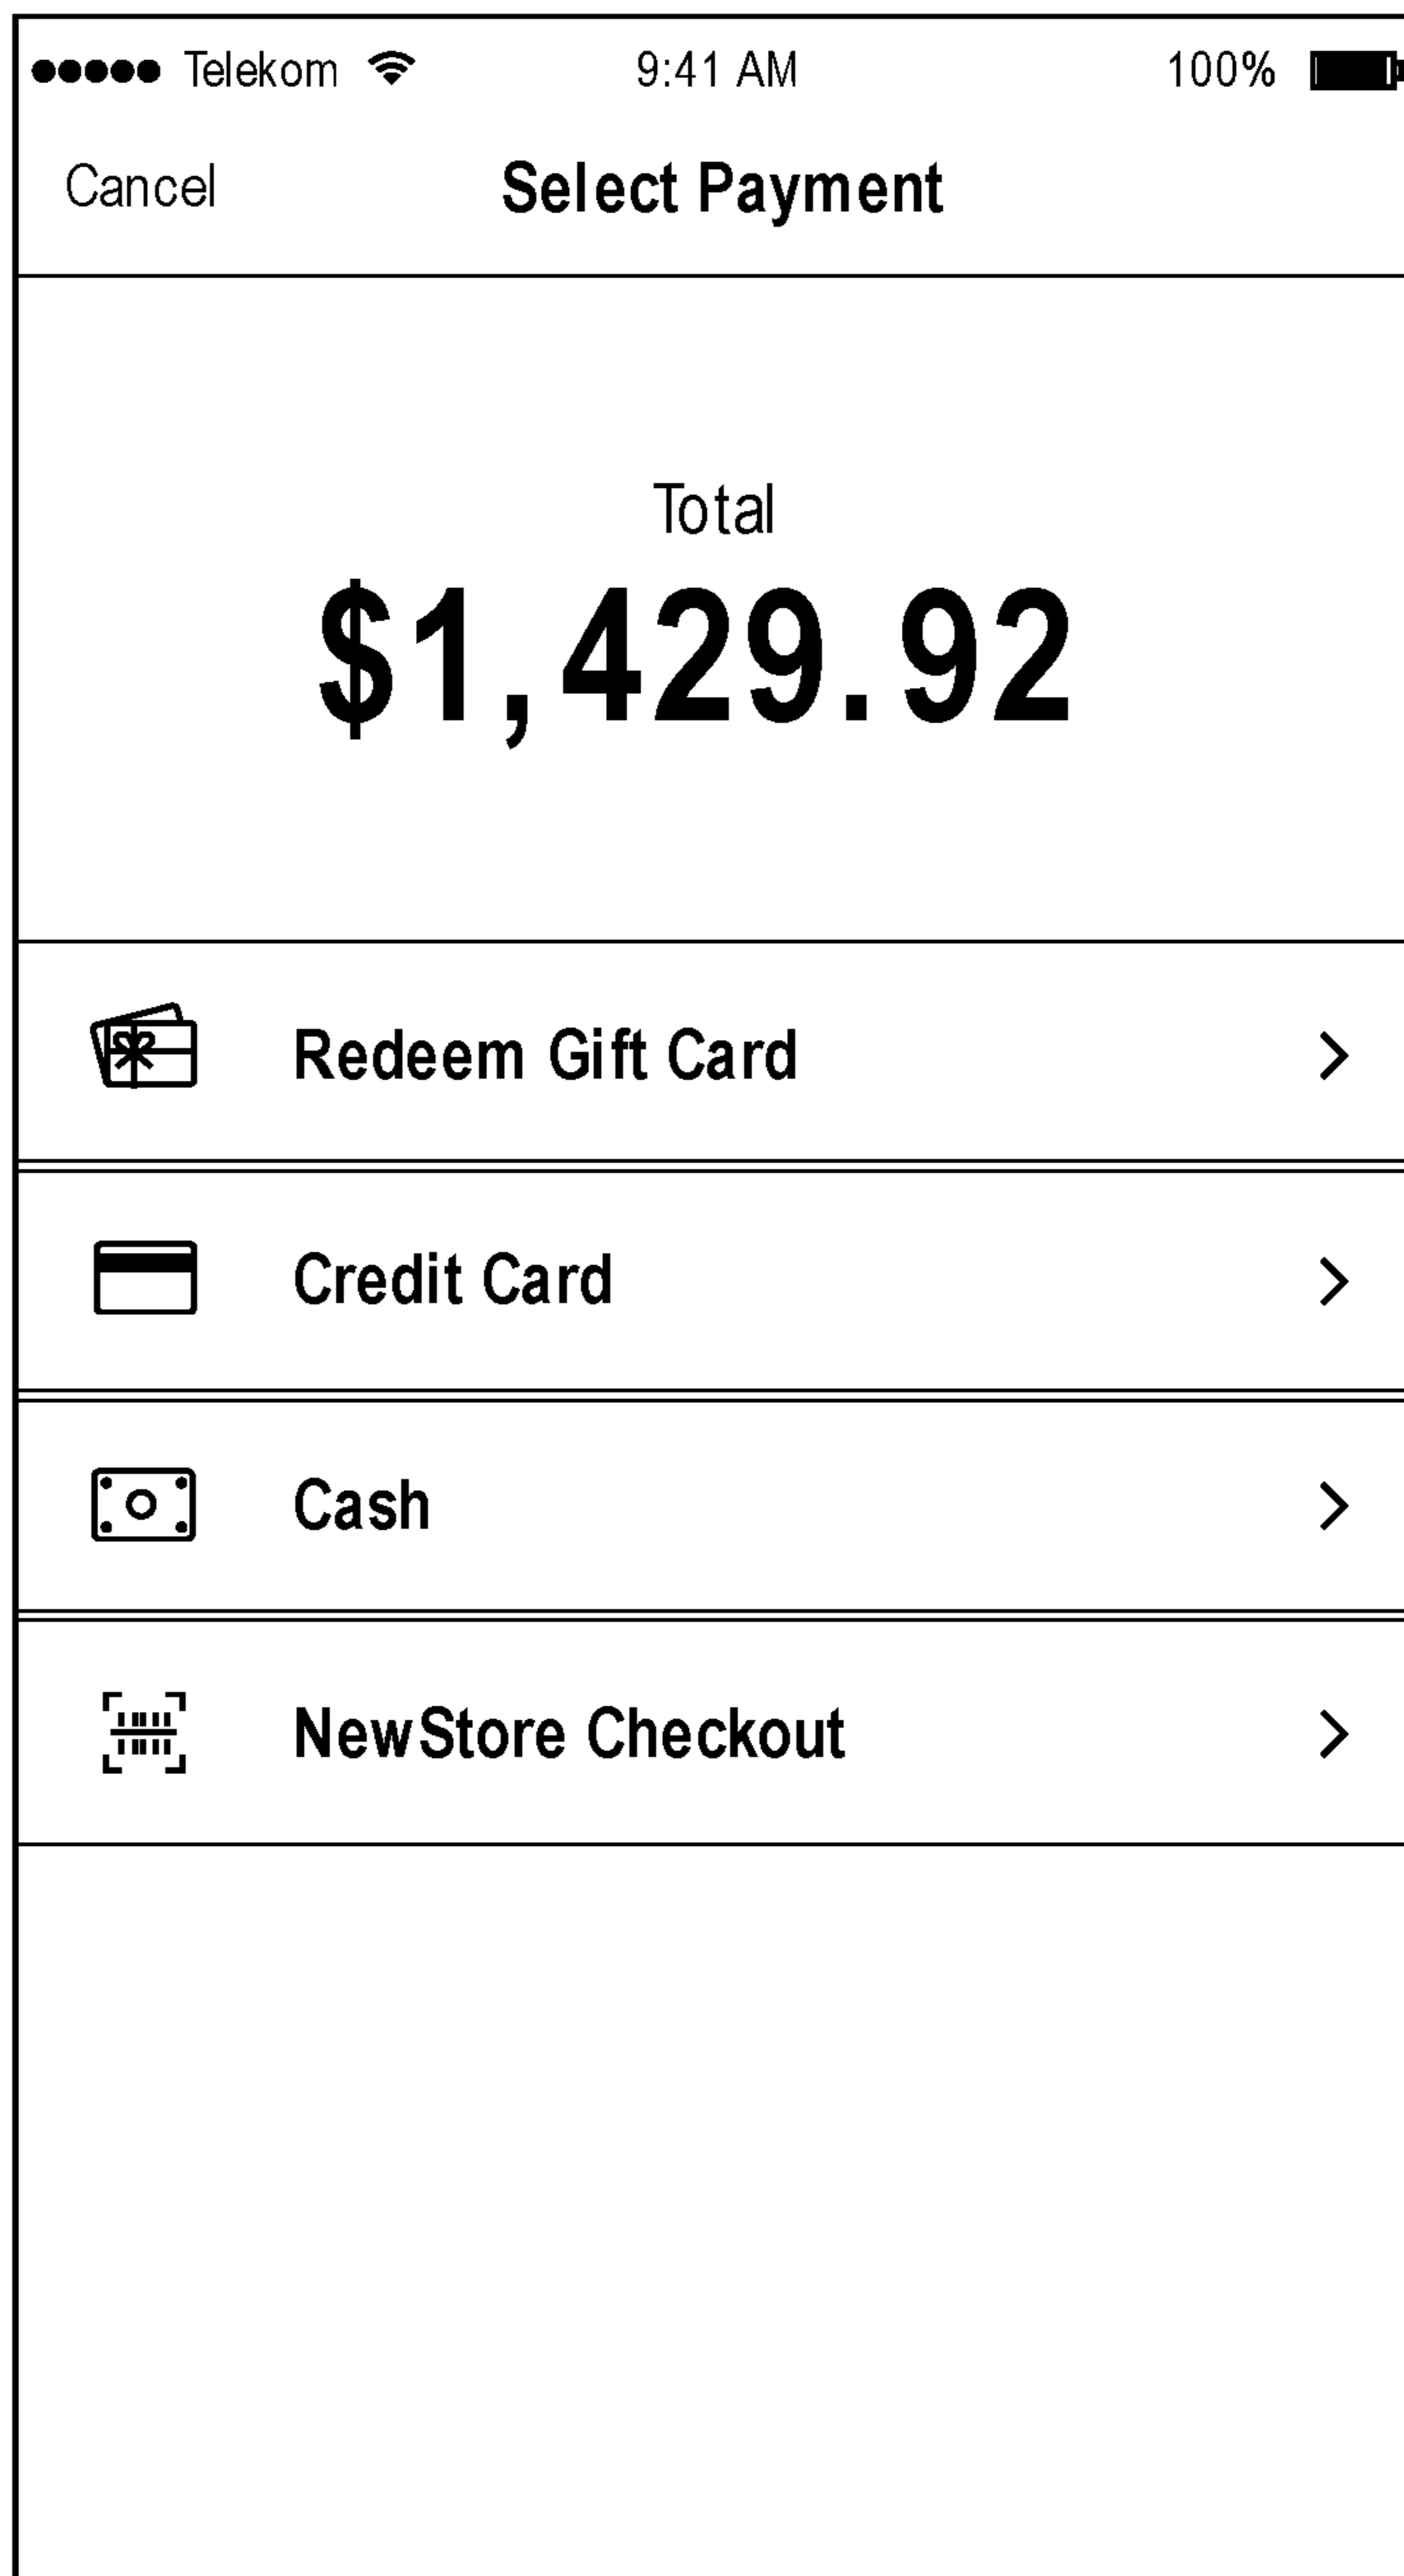 Telekom 9:41 AM 100%
Cancel Select Payment
Total
$1,429.92
Redeem Gift Card
Credit Card
Cash
NewStore Checkout